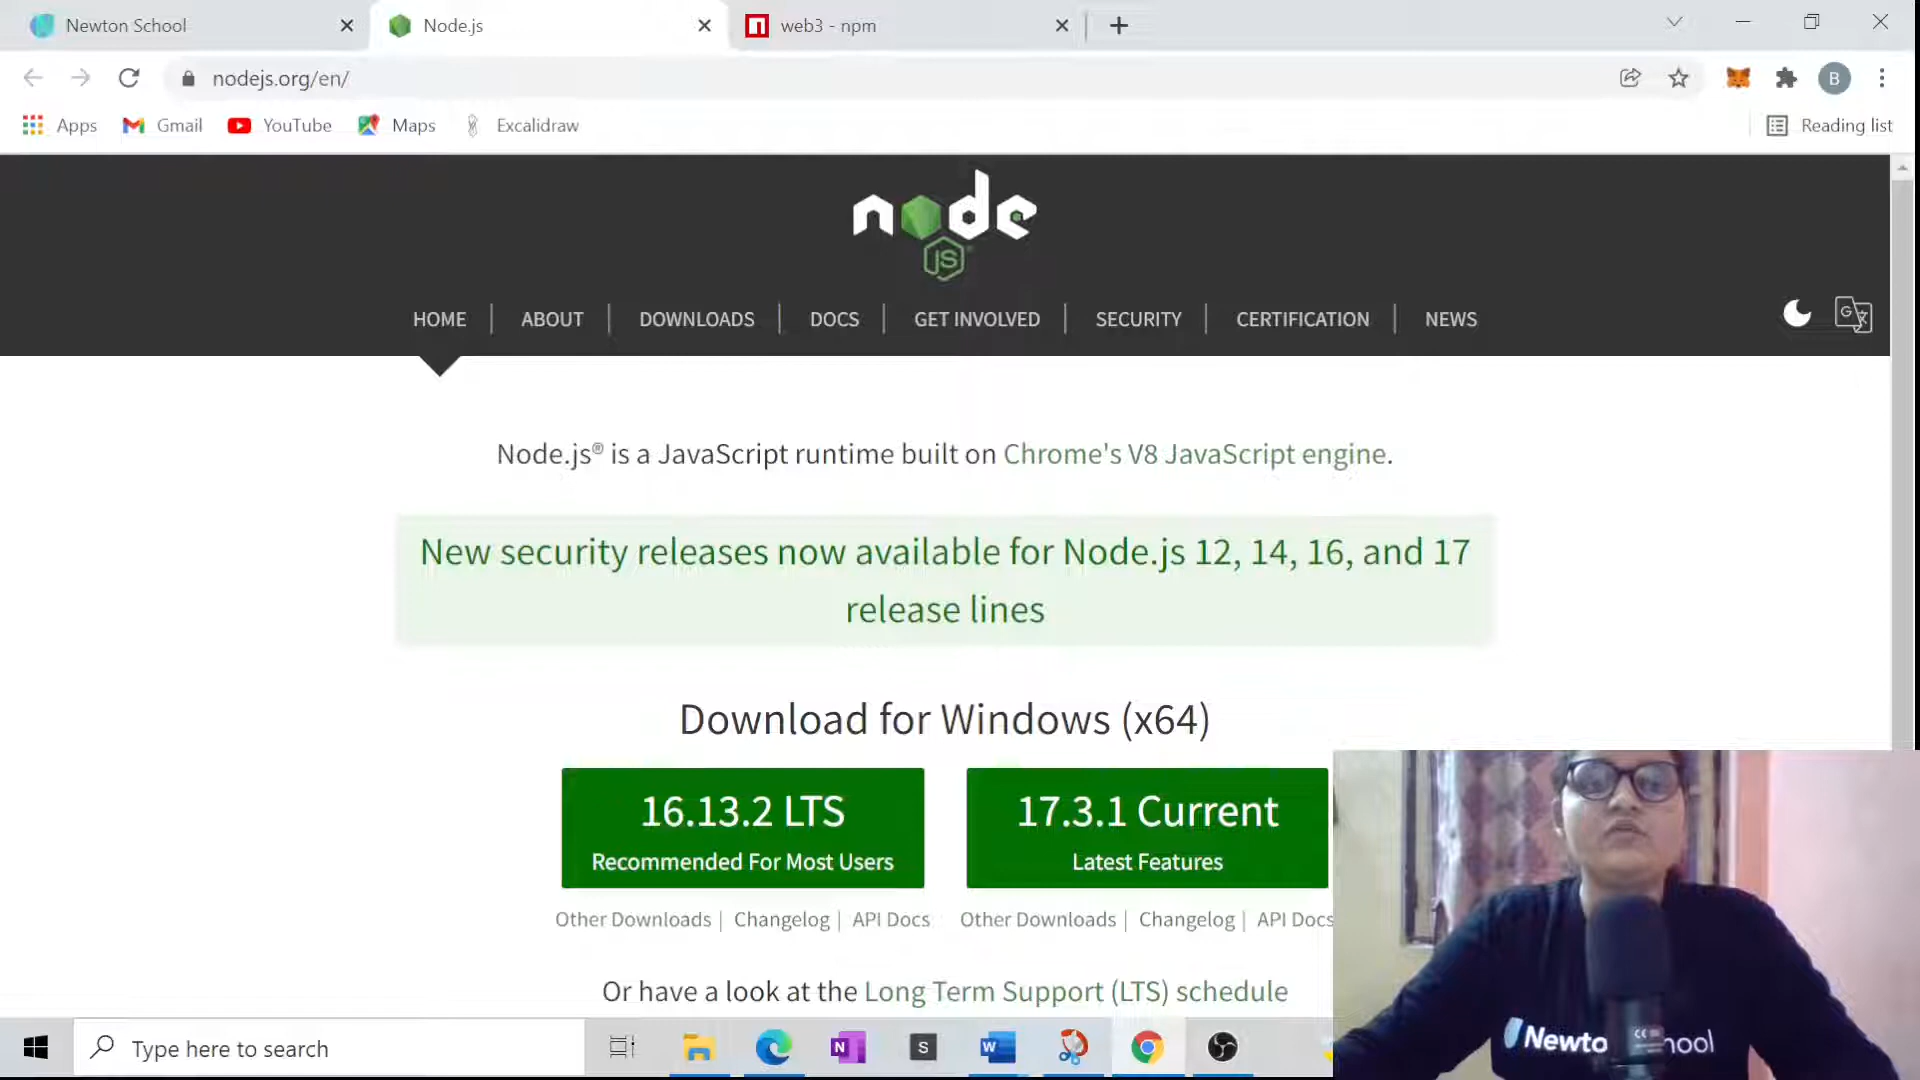 Newton School
Node.js
web3 - npm
nodejs.org/en/
B
Apps
Gmail
YouTube
Maps
Excalidraw
Reading list
node
JS
HOME
ABOUT
DOWNLOADS
DOCS
GET INVOLVED
SECURITY
CERTIFICATION
NEWS
Node.js® is a JavaScript runtime built on Chrome's V8 JavaScript engine.
New security releases now available for Node.js 12, 14, 16, and 17
release lines
Download for Windows (x64)
16.13.2 LTS
Recommended For Most Users
17.3.1 Current
Latest Features
Other Downloads | Changelog | API Docs
Other Downloads | Changelog | API Docs
Or have a look at the Long Term Support (LTS) schedule
Newto hool
Type here to search
N
S
W